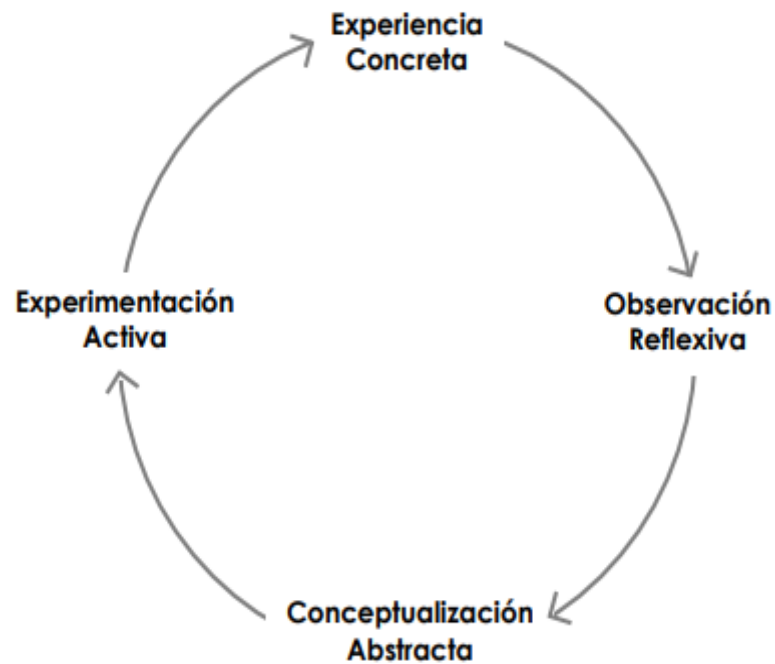 Experiencia
Concreta
Experimentación
Activa
Observación
Reflexiva
Conceptualización
Abstracta